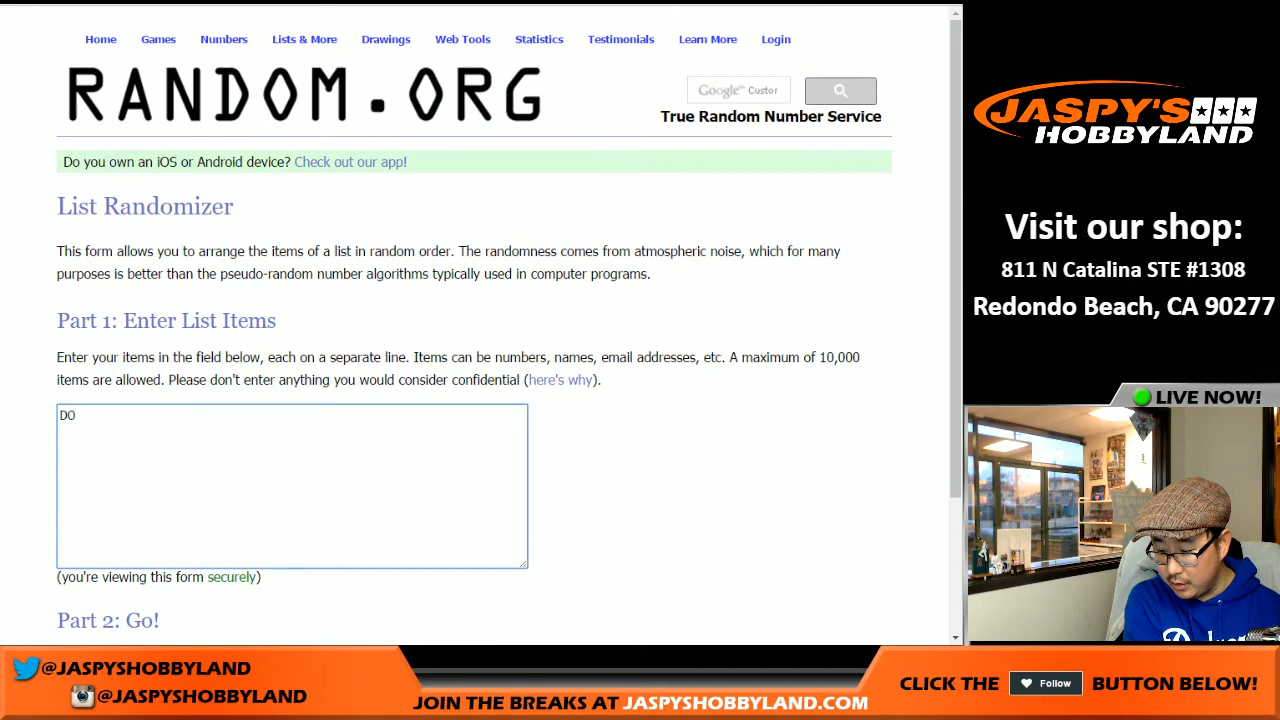 Home Games Numbers Lists & More Drawings Web Tools Statistics Testimonials Learn More Login
RANDOM.ORG
Google™ Custor
True Random Number Service
Do you own an iOS or Android device? Check out our app!
List Randomizer
This form allows you to arrange the items of a list in random order. The randomness comes from atmospheric noise, which for many
purposes is better than the pseudo-random number algorithms typically used in computer programs.
Part 1: Enter List Items
Enter your items in the field below, each on a separate line. Items can be numbers, names, email addresses, etc. A maximum of 10,000
items are allowed. Please don't enter anything you would consider confidential (here's why).
DO
(you're viewing this form securely)
Part 2: Go!
JASPY'S
HOBBYLAND
Visit our shop:
811 N Catalina STE #1308
Redondo Beach, CA 90277
LIVE NOW!
@JASPYSHOBBYLAND
@JASPYSHOBBYLAND
JOIN THE BREAKS AT JASPYSHOBBYLAND.COM
CLICK THE Follow BUTTON BELOW!